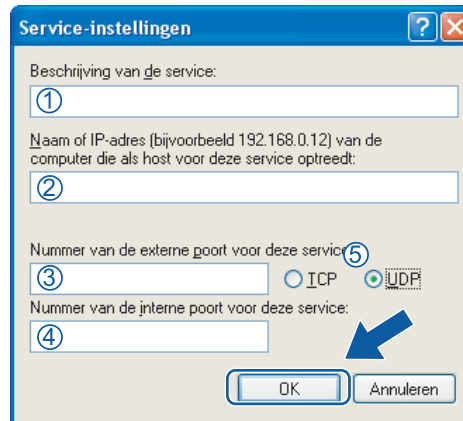 Service-instellingen
Beschrijving van de service:
①
Naam of IP-adres (bijvoorbeeld 192.168.0.12) van de
computer die als host voor deze service optreedt:
②
Nummer van de externe poort voor deze service
⑤
③ TCP UDP
Nummer van de interne poort voor deze service:
④
OK Annuleren